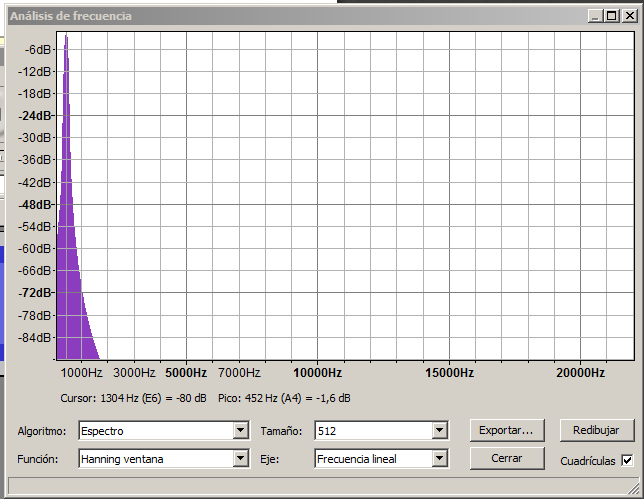 Análisis de frecuencia
-6dB
-12dB
-18dB
-24dB
-30dB
-36dB
-42dB
-48dB
-54dB
-60dB
-66dB
-72dB
-78dB
-84dB
1000Hz 3000Hz 5000Hz 7000Hz 10000Hz 15000Hz 20000Hz
Cursor: 1304 Hz (E6) = -80 dB Pico: 452 Hz (A4) = -1,6 dB
Algoritmo: Espectro Tamaño: 512 Exportar... Redibujar
Función: Hanning ventana Eje: Frecuencia lineal Cerrar Cuadrículas